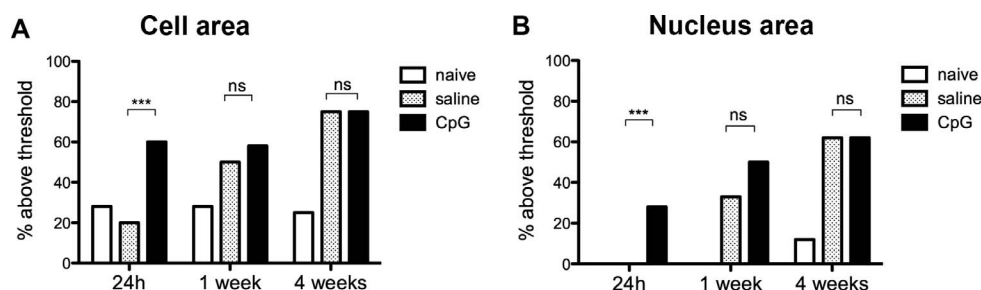 A
Cell area
% above threshold
100
80
60
40
20
0
***
ns
ns
naive
saline
CpG
24h
1 week
4 weeks
B
Nucleus area
% above threshold
100
80
60
40
20
0
***
ns
ns
naive
saline
CpG
24h
1 week
4 weeks